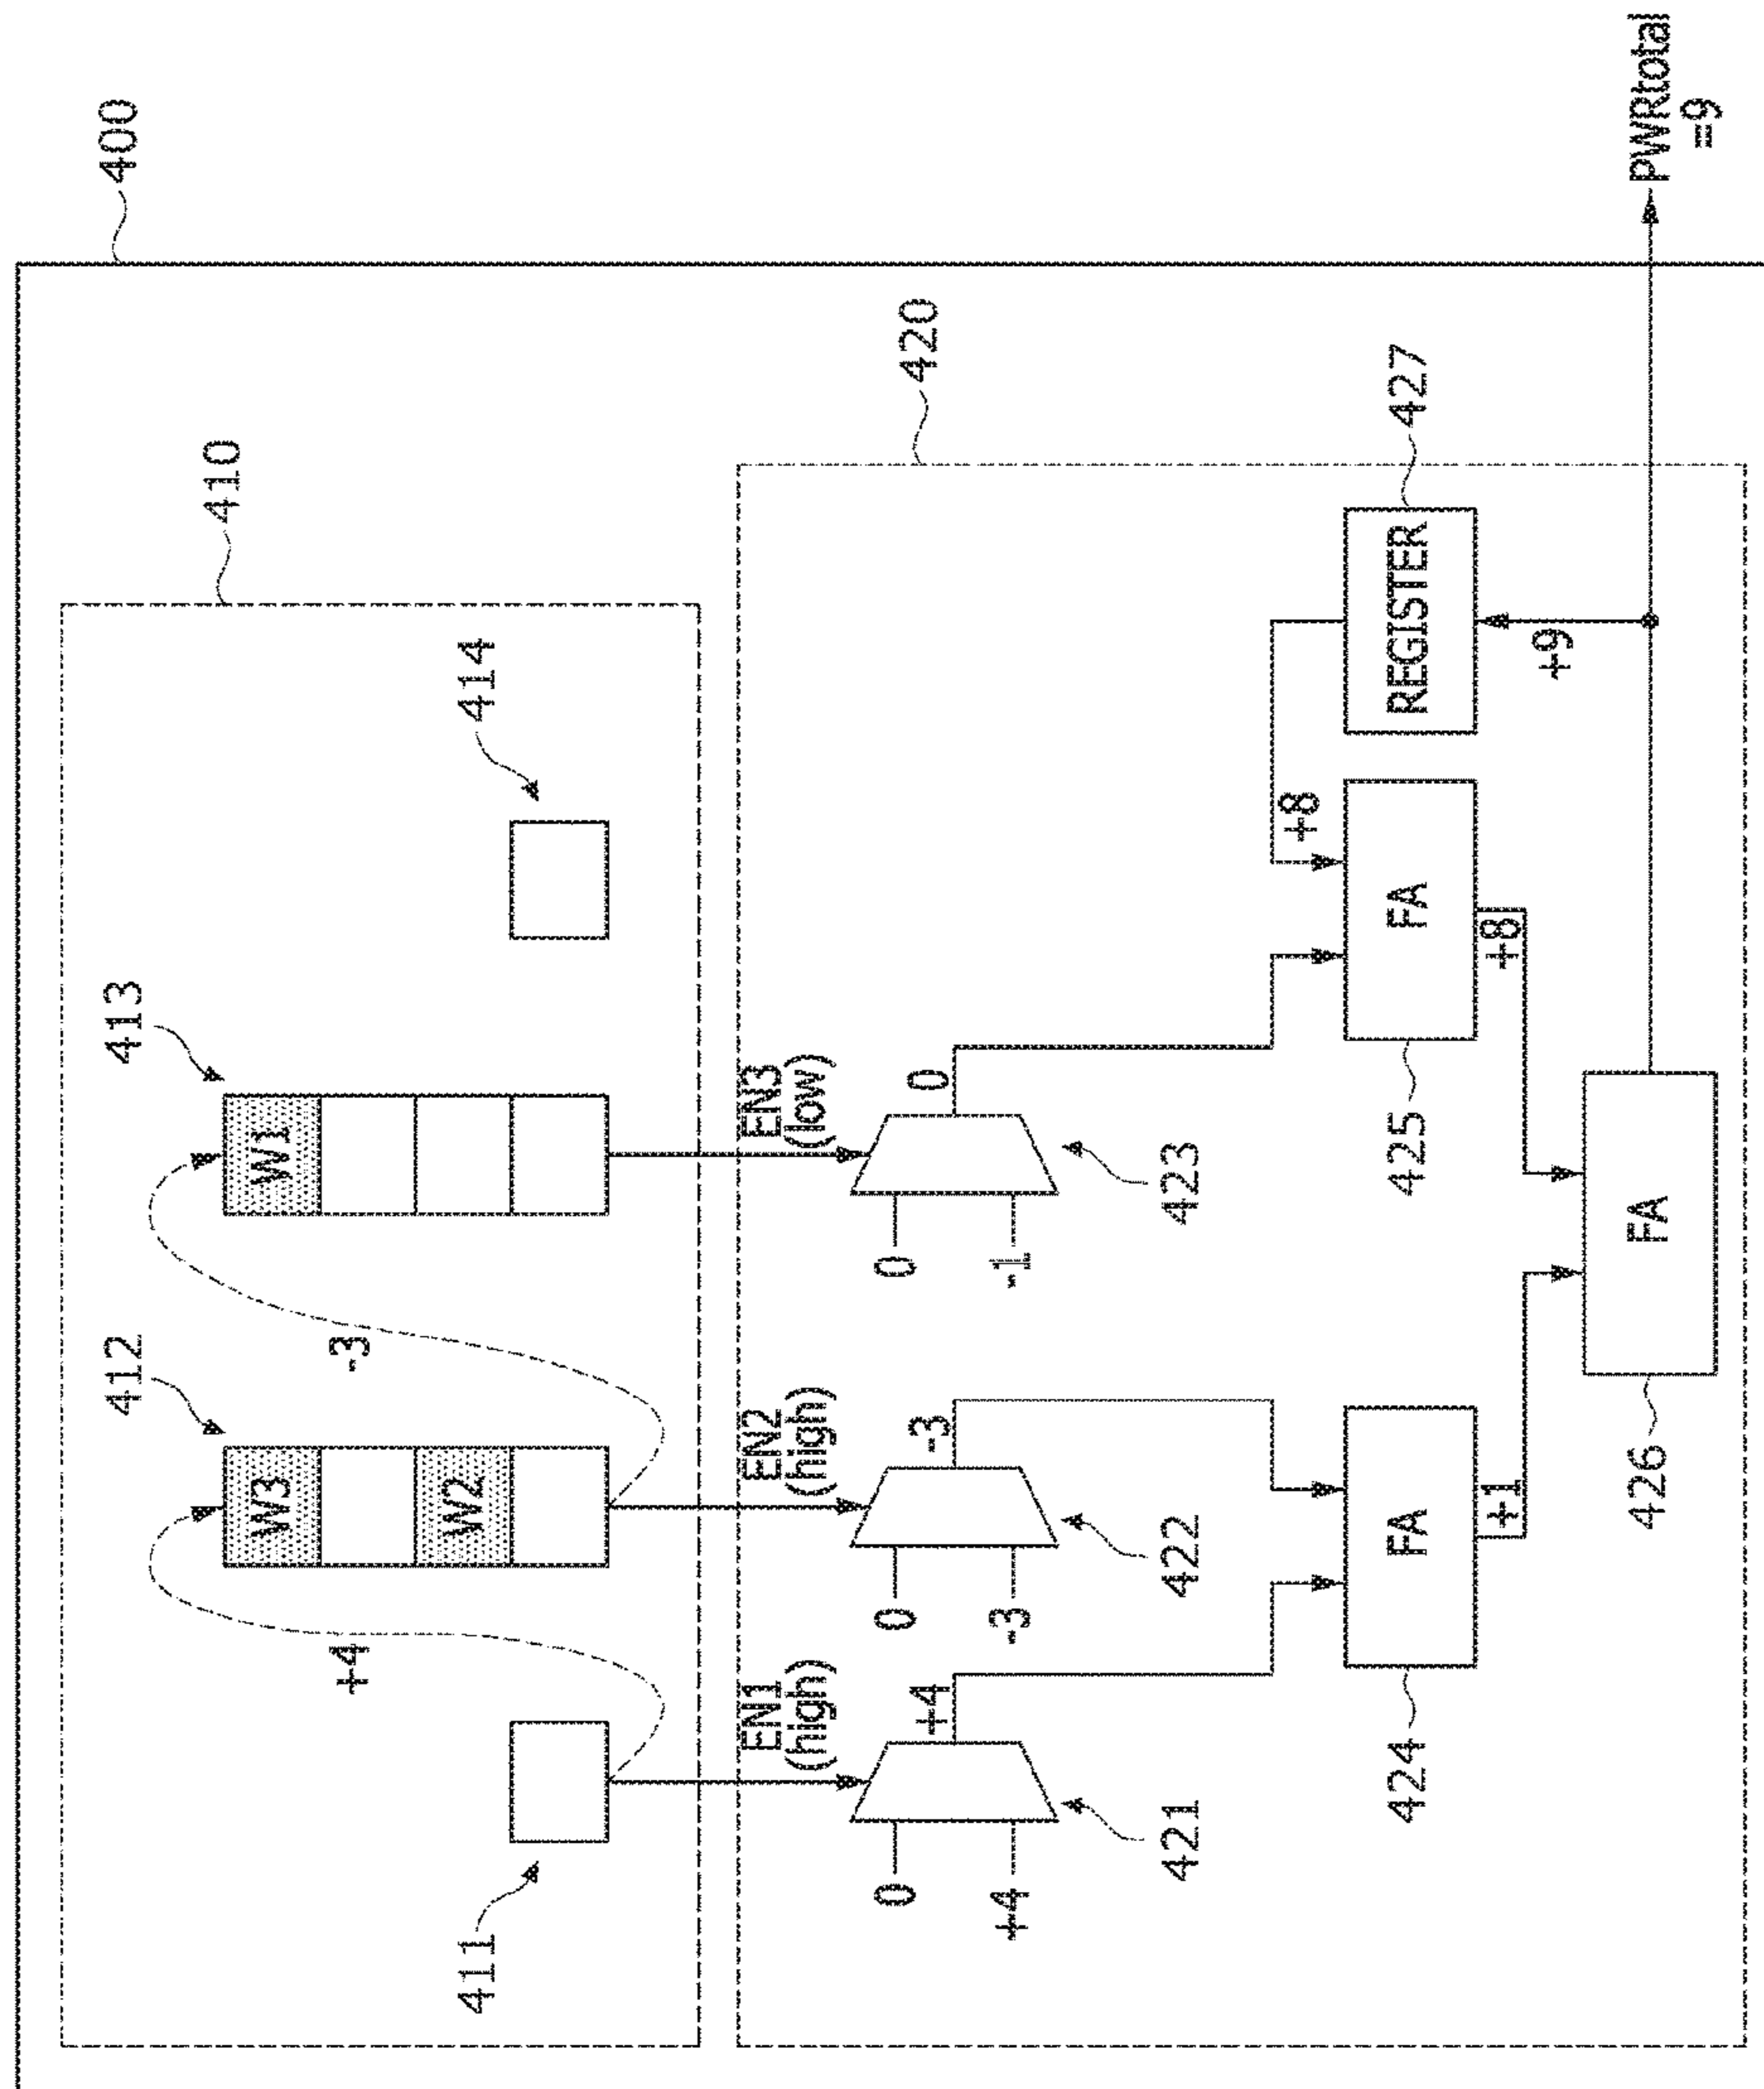 400
410
411
412
413
414
W3
W2
W1
+4
-3
420
EN1
(high)
EN2
(high)
EN3
(low)
0
+4
+4
421
0
-3
-3
422
0
-1
0
423
+8
FA
424
FA
425
REGISTER
427
+1
+8
+9
FA
426
PWRtotal
=9